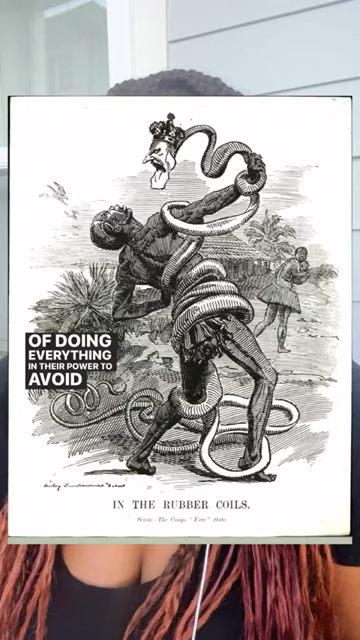 OF DOING
EVERYTHING
IN THEIR POWER TO
AVOID
IN THE RUBBER COILS.
Scene—The Congo "Free" State.